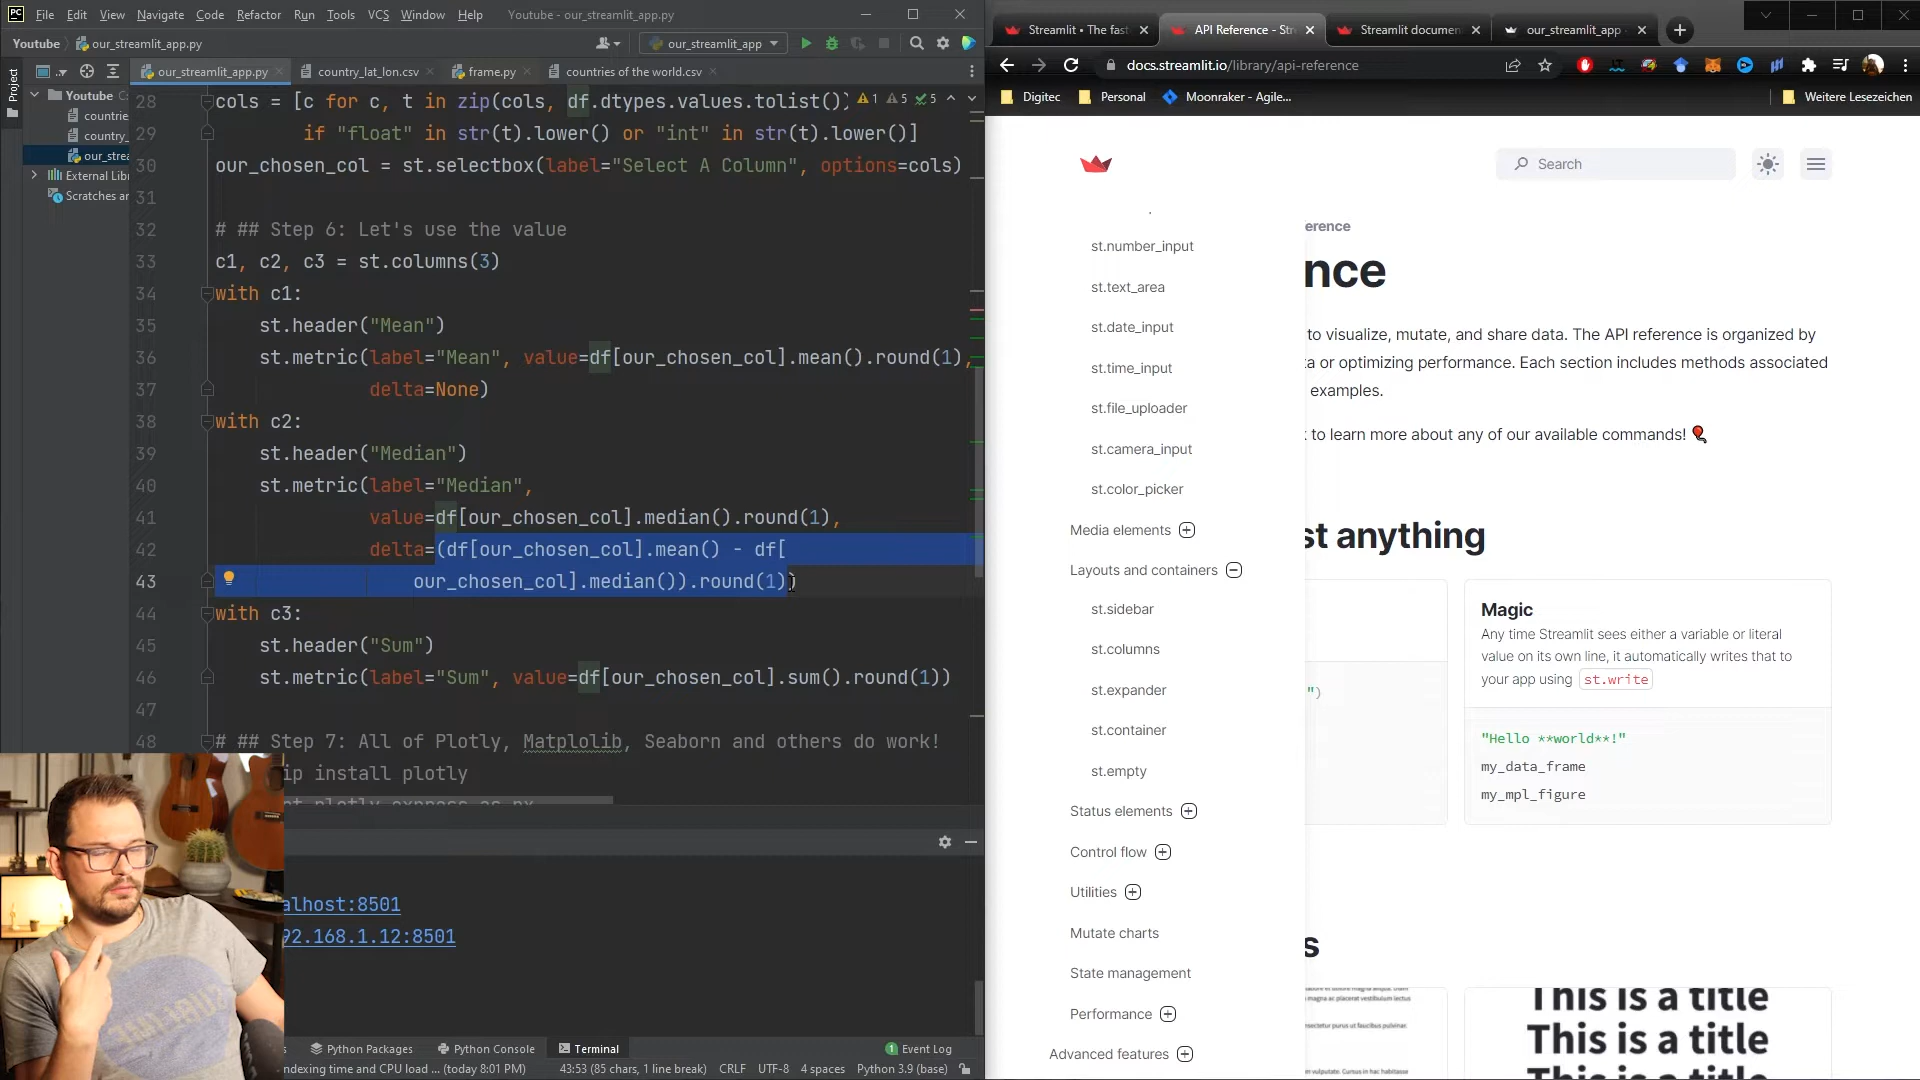 File Edit View Navigate Code Refactor Run Tools VCS Window Help Youtube - our_streamlit_app.py
Youtube our_streamlit_app.py our_streamlit_app
our_streamlit_app.py country_lat_lon.csv frame.py countries of the world.csv
Project
Youtube
countrie
country_
our_strea
External Lib
Scratches ar
28 cols = [c for c, t in zip(cols, df.dtypes.values.tolist()) 1 5 5
29 if "float" in str(t).lower() or "int" in str(t).lower()]
30 our_chosen_col = st.selectbox(label="Select A Column", options=cols)
31
32 # ## Step 6: Let's use the value
33 c1, c2, c3 = st.columns(3)
34 with c1:
35 st.header("Mean")
36 st.metric(label="Mean", value=df[our_chosen_col].mean().round(1),
37 delta=None)
38 with c2:
39 st.header("Median")
40 st.metric(label="Median",
41 value=df[our_chosen_col].median().round(1),
42 delta=(df[our_chosen_col].mean() - df[
43 our_chosen_col].median()).round(1))
44 with c3:
45 st.header("Sum")
46 st.metric(label="Sum", value=df[our_chosen_col].sum().round(1))
47
48 # ## Step 7: All of Plotly, Matplolib, Seaborn and others do work!
ip install plotly
t plotly express as px
alhost:8501
92.168.1.12:8501
Python Packages Python Console Terminal 1 Event Log
ndexing time and CPU load ... (today 8:01 PM) 43:53 (85 chars, 1 line break) CRLF UTF-8 4 spaces Python 3.9 (base)
Streamlit • The fast API Reference - Str Streamlit documen our_streamlit_app
docs.streamlit.io/library/api-reference
Digitec Personal Moonraker - Agile... Weitere Lesezeichen
Search
st.number_input
st.text_area
st.date_input
st.time_input
st.file_uploader
st.camera_input
st.color_picker
Media elements
Layouts and containers
st.sidebar
st.columns
st.expander
st.container
st.empty
Status elements
Control flow
Utilities
Mutate charts
State management
Performance
Advanced features
erence
nce
to visualize, mutate, and share data. The API reference is organized by
ta or optimizing performance. Each section includes methods associated
examples.
to learn more about any of our available commands!
st anything
")
Magic
Any time Streamlit sees either a variable or literal
value on its own line, it automatically writes that to
your app using st.write
"Hello **world**!"
my_data_frame
my_mpl_figure
s
This is a title
This is a title
This is a title